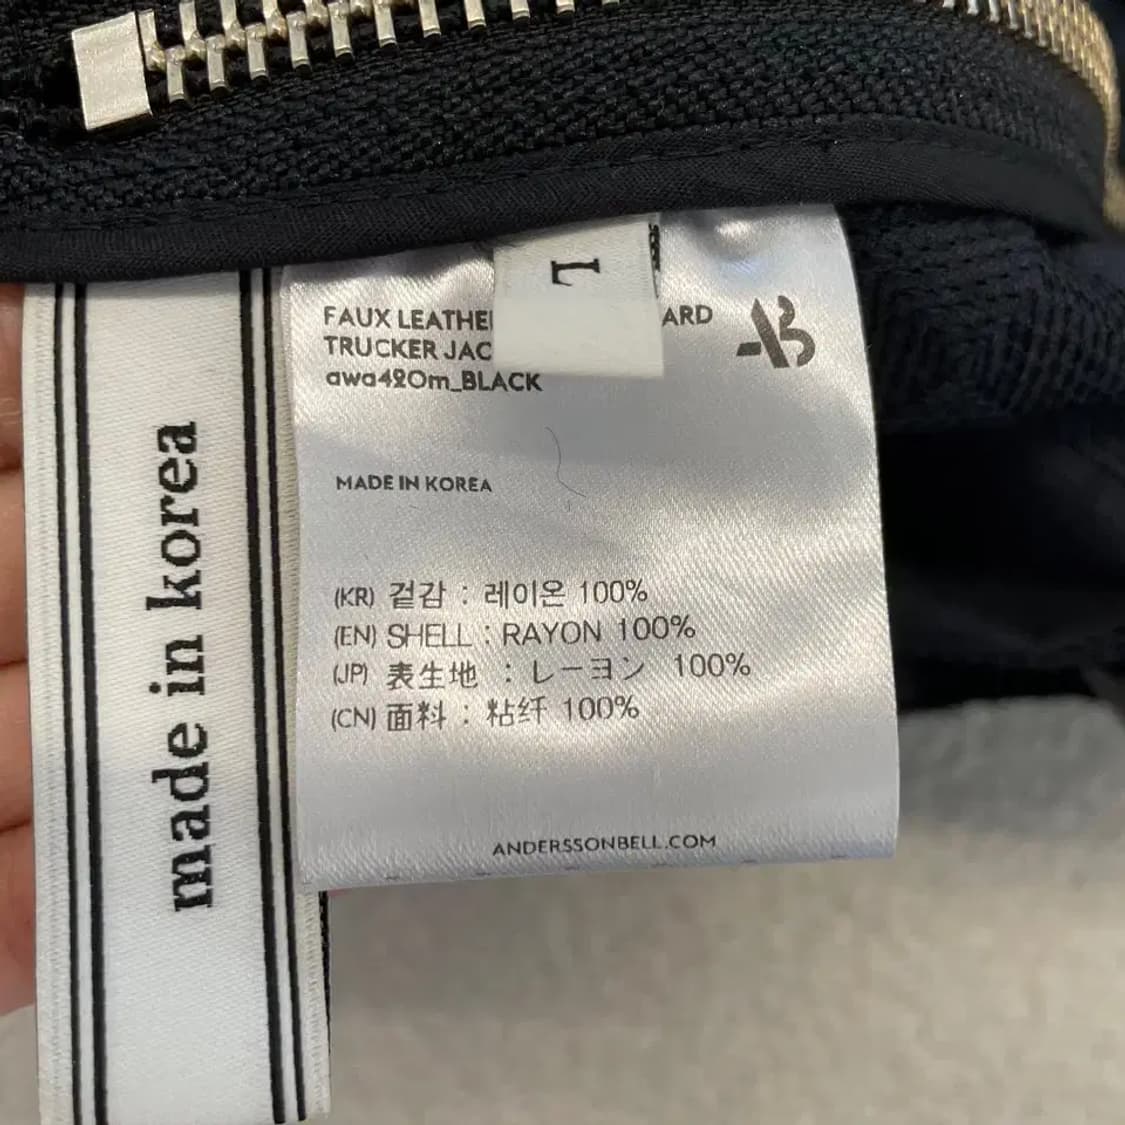 made in korea
L
FAUX LEATHE ARD
TRUCKER JAC
awa420m_BLACK
AB
MADE IN KOREA
(KR) 겉감 : 레이온 100%
(EN) SHELL : RAYON 100%
(JP) 表生地 : レーヨン 100%
(CN) 面料 : 粘纤 100%
ANDERSSONBELL.COM